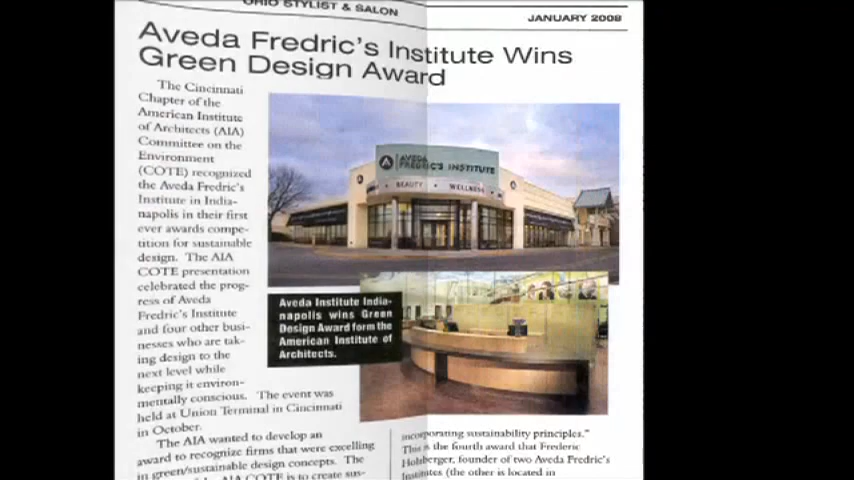 OHIO STYLIST & SALON
JANUARY 2008
Aveda Fredric's Institute Wins
Green Design Award
The Cincinnati
Chapter of the
American Institute
of Architects (AIA)
Committee on the
Environment
(COTE) recognized
the Aveda Fredric's
Institute in India-
napolis in their first
ever awards compe-
tition for sustainable
design. The AIA
COTE presentation
celebrated the prog-
ress of Aveda
Fredric's Institute
and four other busi-
nesses who are tak-
ing design to the
next level while
keeping it environ-
mentally conscious. The event was
held at Union Terminal in Cincinnati
in October.
The AIA wanted to develop an
award to recognize firms that were excelling
in green/sustainable design concepts. The
AIA COTE is to create sus-
AVEDA
FREDRIC'S INSTITUTE
BEAUTY • WELLNESS
Aveda Institute India-
napolis wins Green
Design Award form the
American Institute of
Architects.
incorporating sustainability principles."
This is the fourth award that Frederic
Holzberger, founder of two Aveda Fredric's
Institutes (the other is located in